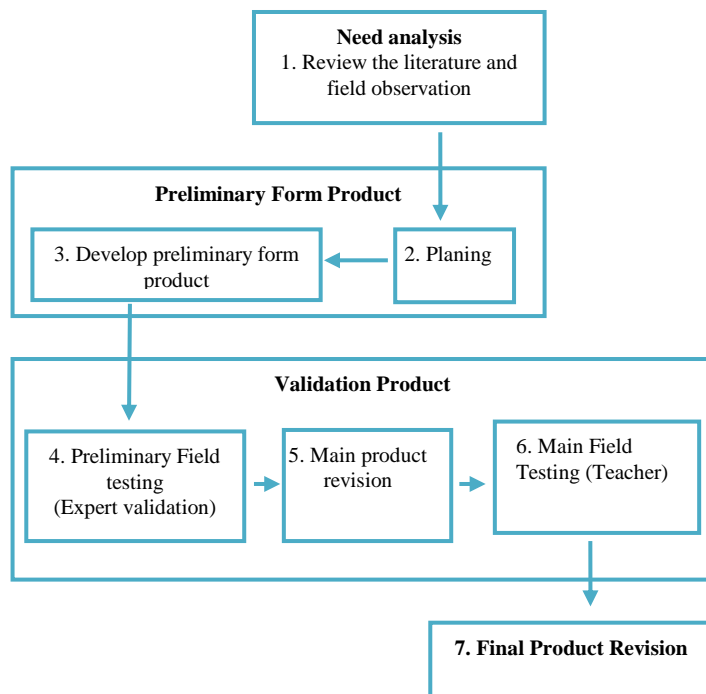 Need analysis
1. Review the literature and
field observation
Preliminary Form Product
3. Develop preliminary form
product
2. Planing
Validation Product
4. Preliminary Field
testing
(Expert validation)
5. Main product
revision
6. Main Field
Testing (Teacher)
7. Final Product Revision